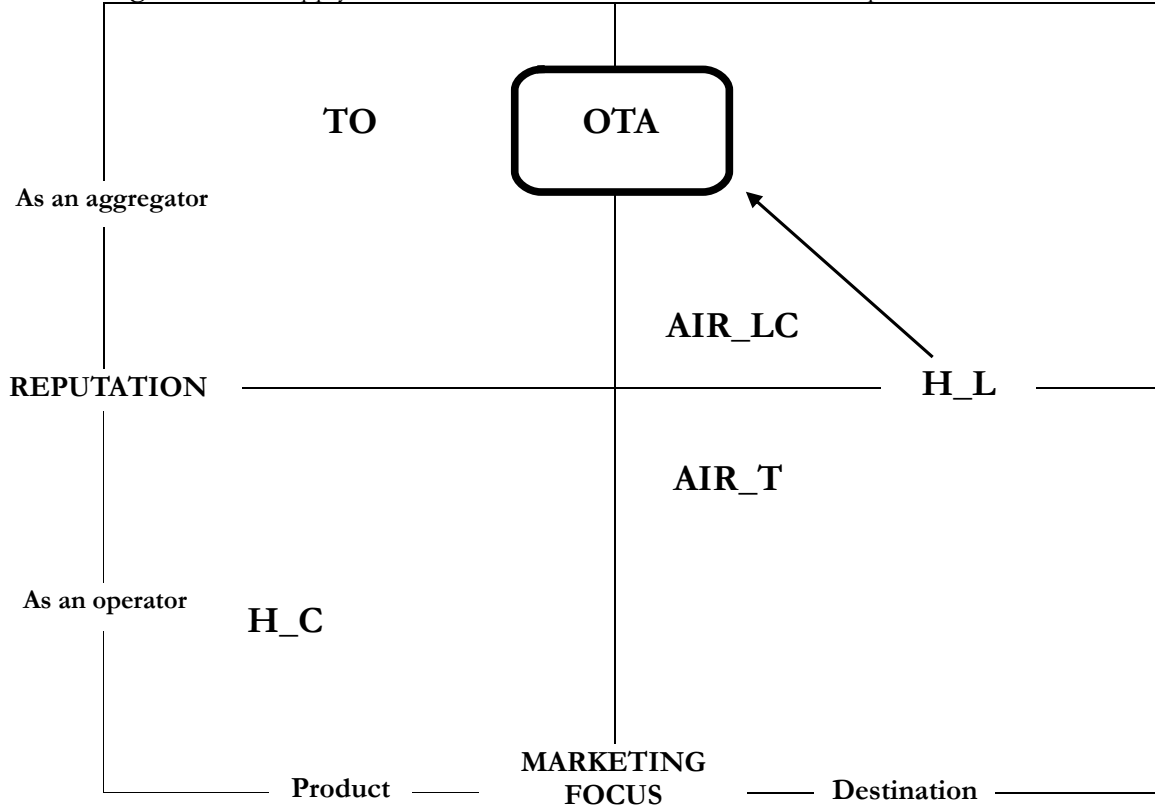 TO
OTA
As an aggregator
AIR_LC
REPUTATION
H_L
AIR_T
As an operator
H_C
MARKETING
FOCUS
Product
Destination